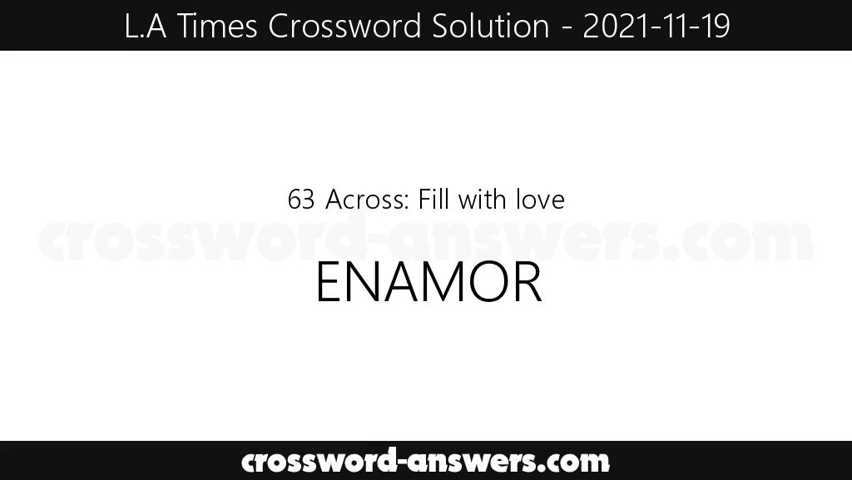 L.A Times Crossword Solution - 2021-11-19
63 Across: Fill with love
crossword-answers.com
ENAMOR
crossword-answers.com